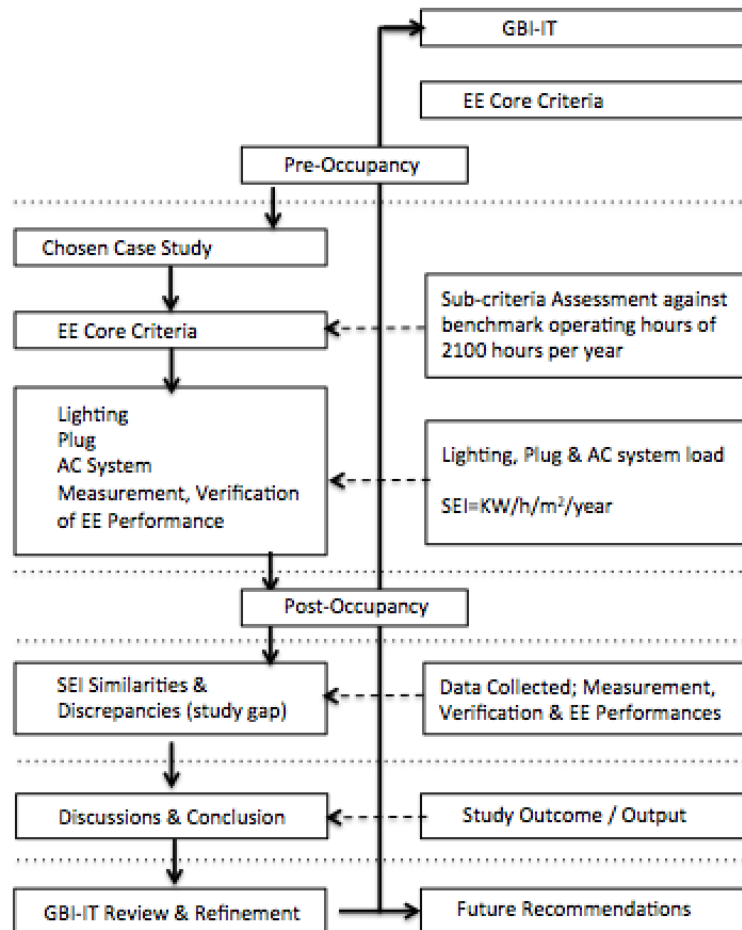 GBI-IT
EE Core Criteria
Pre-Occupancy
Chosen Case Study
EE Core Criteria
Sub-criteria Assessment against
benchmark operating hours of
2100 hours per year
Lighting
Plug
AC System
Measurement, Verification
of EE Performance
Lighting, Plug & AC system load
SEI=KW/h/m²/year
Post-Occupancy
SEI Similarities &
Discrepancies (study gap)
Data Collected; Measurement,
Verification & EE Performances
Discussions & Conclusion
Study Outcome / Output
GBI-IT Review & Refinement
Future Recommendations